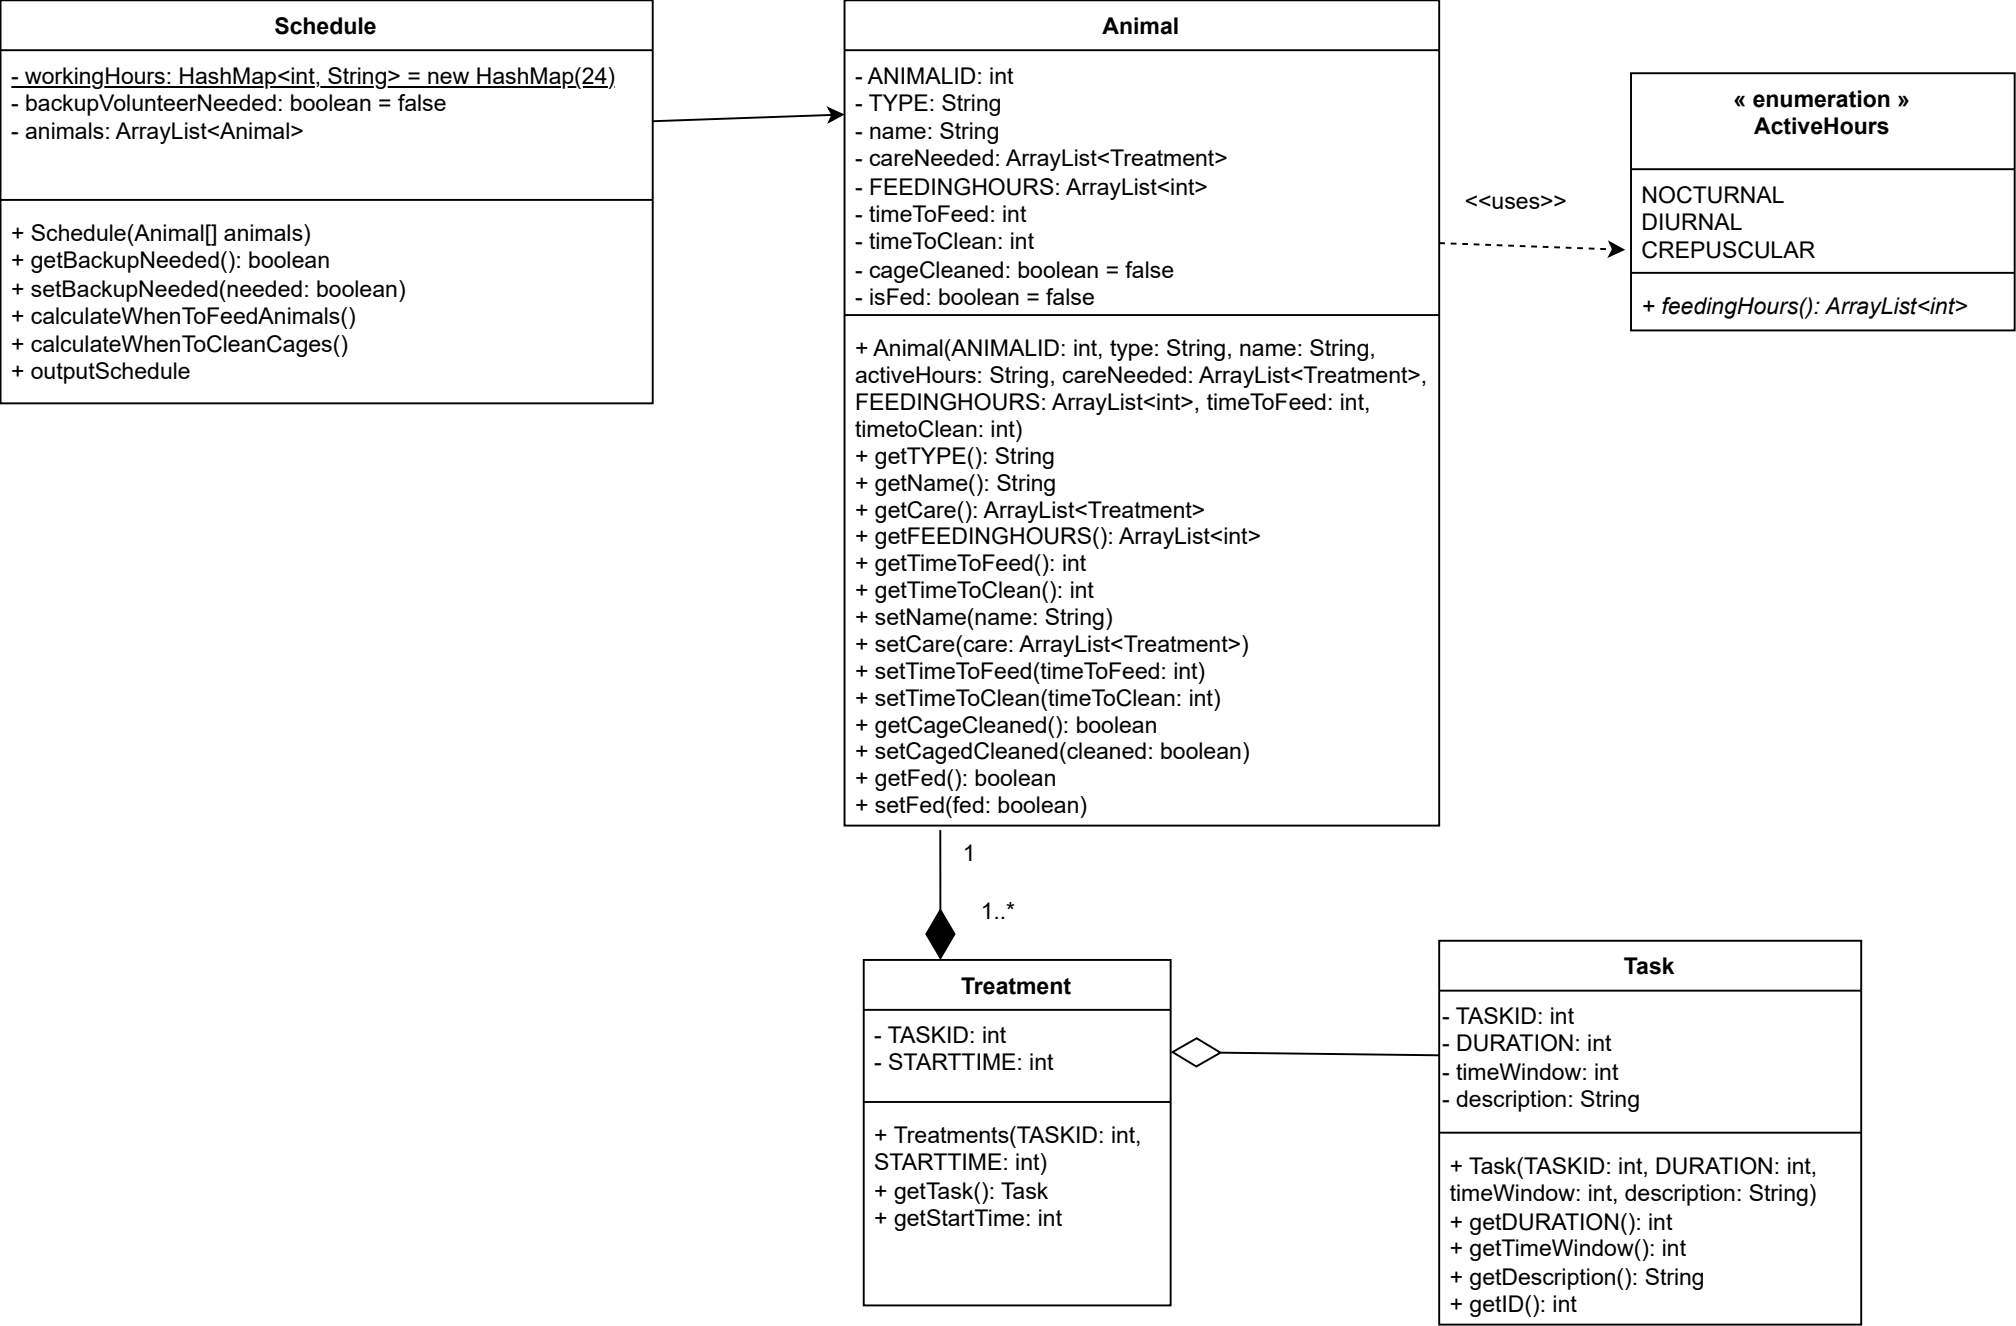 Schedule
- workingHours: HashMap<int, String> = new HashMap(24)
- backupVolunteerNeeded: boolean = false
- animals: ArrayList<Animal>
+ Schedule(Animal[] animals)
+ getBackupNeeded(): boolean
+ setBackupNeeded(needed: boolean)
+ calculateWhenToFeedAnimals()
+ calculateWhenToCleanCages()
+ outputSchedule
Animal
- ANIMALID: int
- TYPE: String
- name: String
- careNeeded: ArrayList<Treatment>
- FEEDINGHOURS: ArrayList<int>
- timeToFeed: int
- timeToClean: int
- cageCleaned: boolean = false
- isFed: boolean = false
+ Animal(ANIMALID: int, type: String, name: String,
activeHours: String, careNeeded: ArrayList<Treatment>,
FEEDINGHOURS: ArrayList<int>, timeToFeed: int,
timetoClean: int)
+ getTYPE(): String
+ getName(): String
+ getCare(): ArrayList<Treatment>
+ getFEEDINGHOURS(): ArrayList<int>
+ getTimeToFeed(): int
+ getTimeToClean(): int
+ setName(name: String)
+ setCare(care: ArrayList<Treatment>)
+ setTimeToFeed(timeToFeed: int)
+ setTimeToClean(timeToClean: int)
+ getCageCleaned(): boolean
+ setCagedCleaned(cleaned: boolean)
+ getFed(): boolean
+ setFed(fed: boolean)
<<uses>>
« enumeration »
ActiveHours
NOCTURNAL
DIURNAL
CREPUSCULAR
+ feedingHours(): ArrayList<int>
1
1..*
Treatment
- TASKID: int
- STARTTIME: int
+ Treatments(TASKID: int,
STARTTIME: int)
+ getTask(): Task
+ getStartTime: int
Task
- TASKID: int
- DURATION: int
- timeWindow: int
- description: String
+ Task(TASKID: int, DURATION: int,
timeWindow: int, description: String)
+ getDURATION(): int
+ getTimeWindow(): int
+ getDescription(): String
+ getID(): int